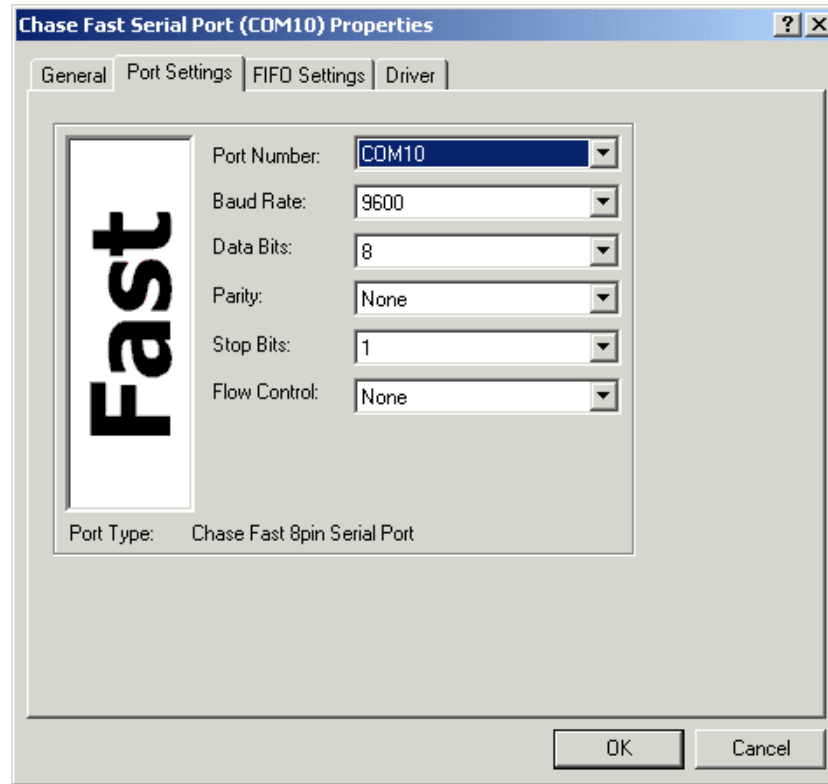 Chase Fast Serial Port (COM10) Properties
General Port Settings FIFO Settings Driver
Fast
Port Number: COM10
Baud Rate: 9600
Data Bits: 8
Parity: None
Stop Bits: 1
Flow Control: None
Port Type: Chase Fast 8pin Serial Port
OK Cancel